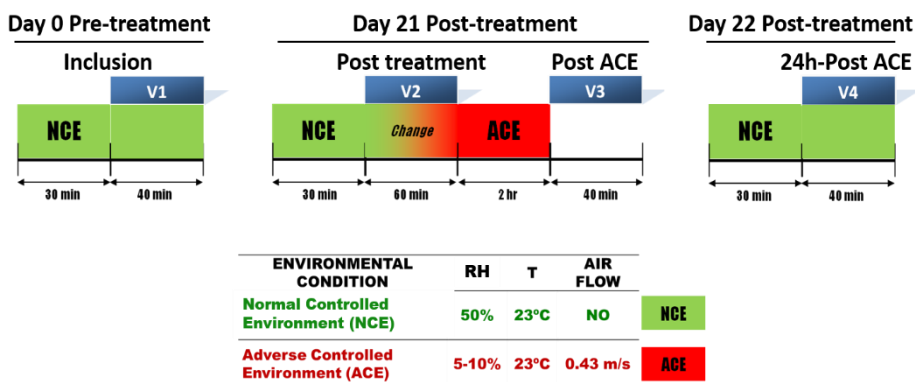 Day 0 Pre-treatment
Day 21 Post-treatment
Day 22 Post-treatment
Inclusion
Post treatment
Post ACE
24h-Post ACE
V1
V2
V3
V4
NCE
NCE
Change
ACE
NCE
30 min
40 min
30 min
60 min
2 hr
40 min
30 min
40 min
ENVIRONMENTAL CONDITION RH T AIR FLOW
Normal Controlled
Environment (NCE) 50% 23ºC NO NCE
Adverse Controlled
Environment (ACE) 5-10% 23ºC 0.43 m/s ACE